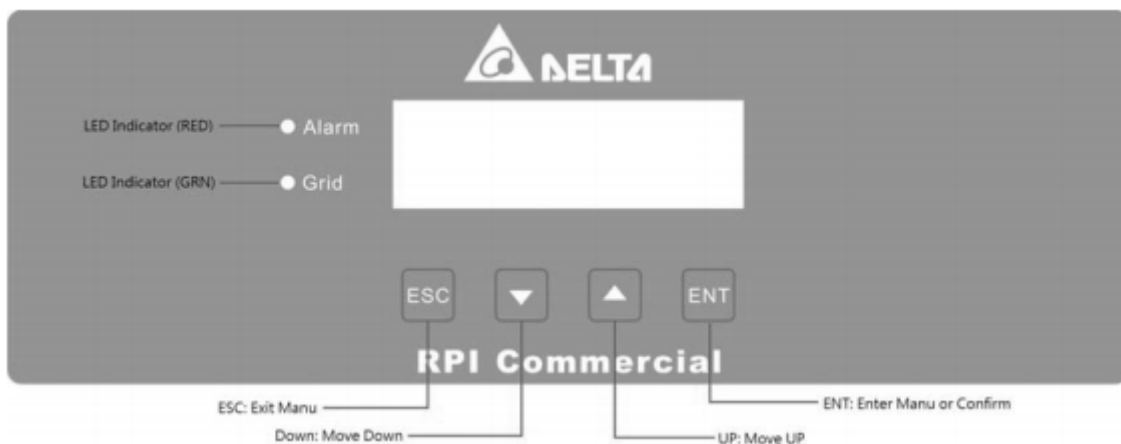 DELTA
LED Indicator (RED)
Alarm
LED Indicator (GRN)
Grid
ESC
ENT
RPI Commercial
ESC: Exit Manu
ENT: Enter Manu or Confirm
Down: Move Down
UP: Move UP